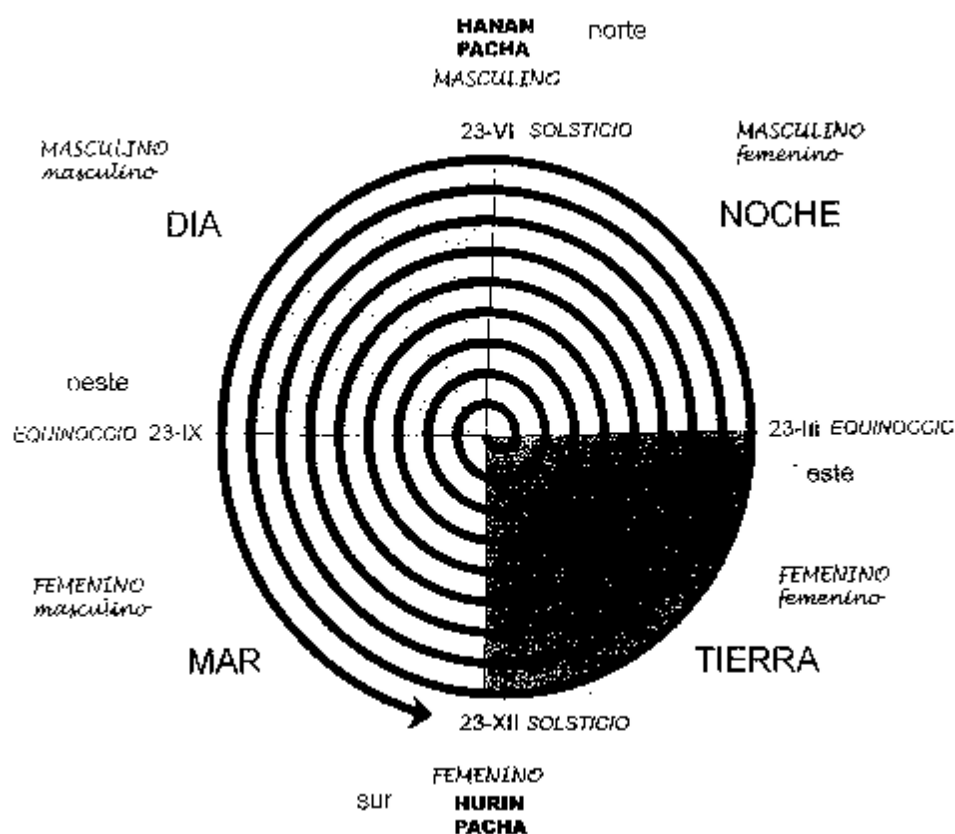 HANAN norte
PACHA
MASCULINO
23-VI SOLSTICIO
MASCULINO
masculino
MASCULINO
femenino
DIA
NOCHE
oeste
EQUINOCCIO 23-IX
23-III EQUINOCCIO
este
FEMENINO
masculino
FEMENINO
femenino
MAR
TIERRA
23-XII SOLSTICIO
FEMENINO
sur HURIN
PACHA